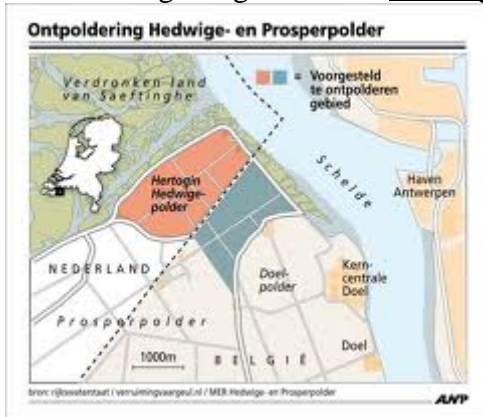 Ontpoldering Hedwige- en Prosperpolder
Verdronken land
van Saeftinghe
= Voorgesteld
te ontpolderen
gebied
Schelde
Haven
Antwerpen
Hertogin
Hedwige-
polder
NEDERLAND
Doel-
polder
Kern-
centrale
Doel
Prosperpolder
1000m
BELGIË
Doel
bron: rijkswaterstaat / verruimingvaargeul.nl / MER Hedwige- en Prosperpolder
ANP